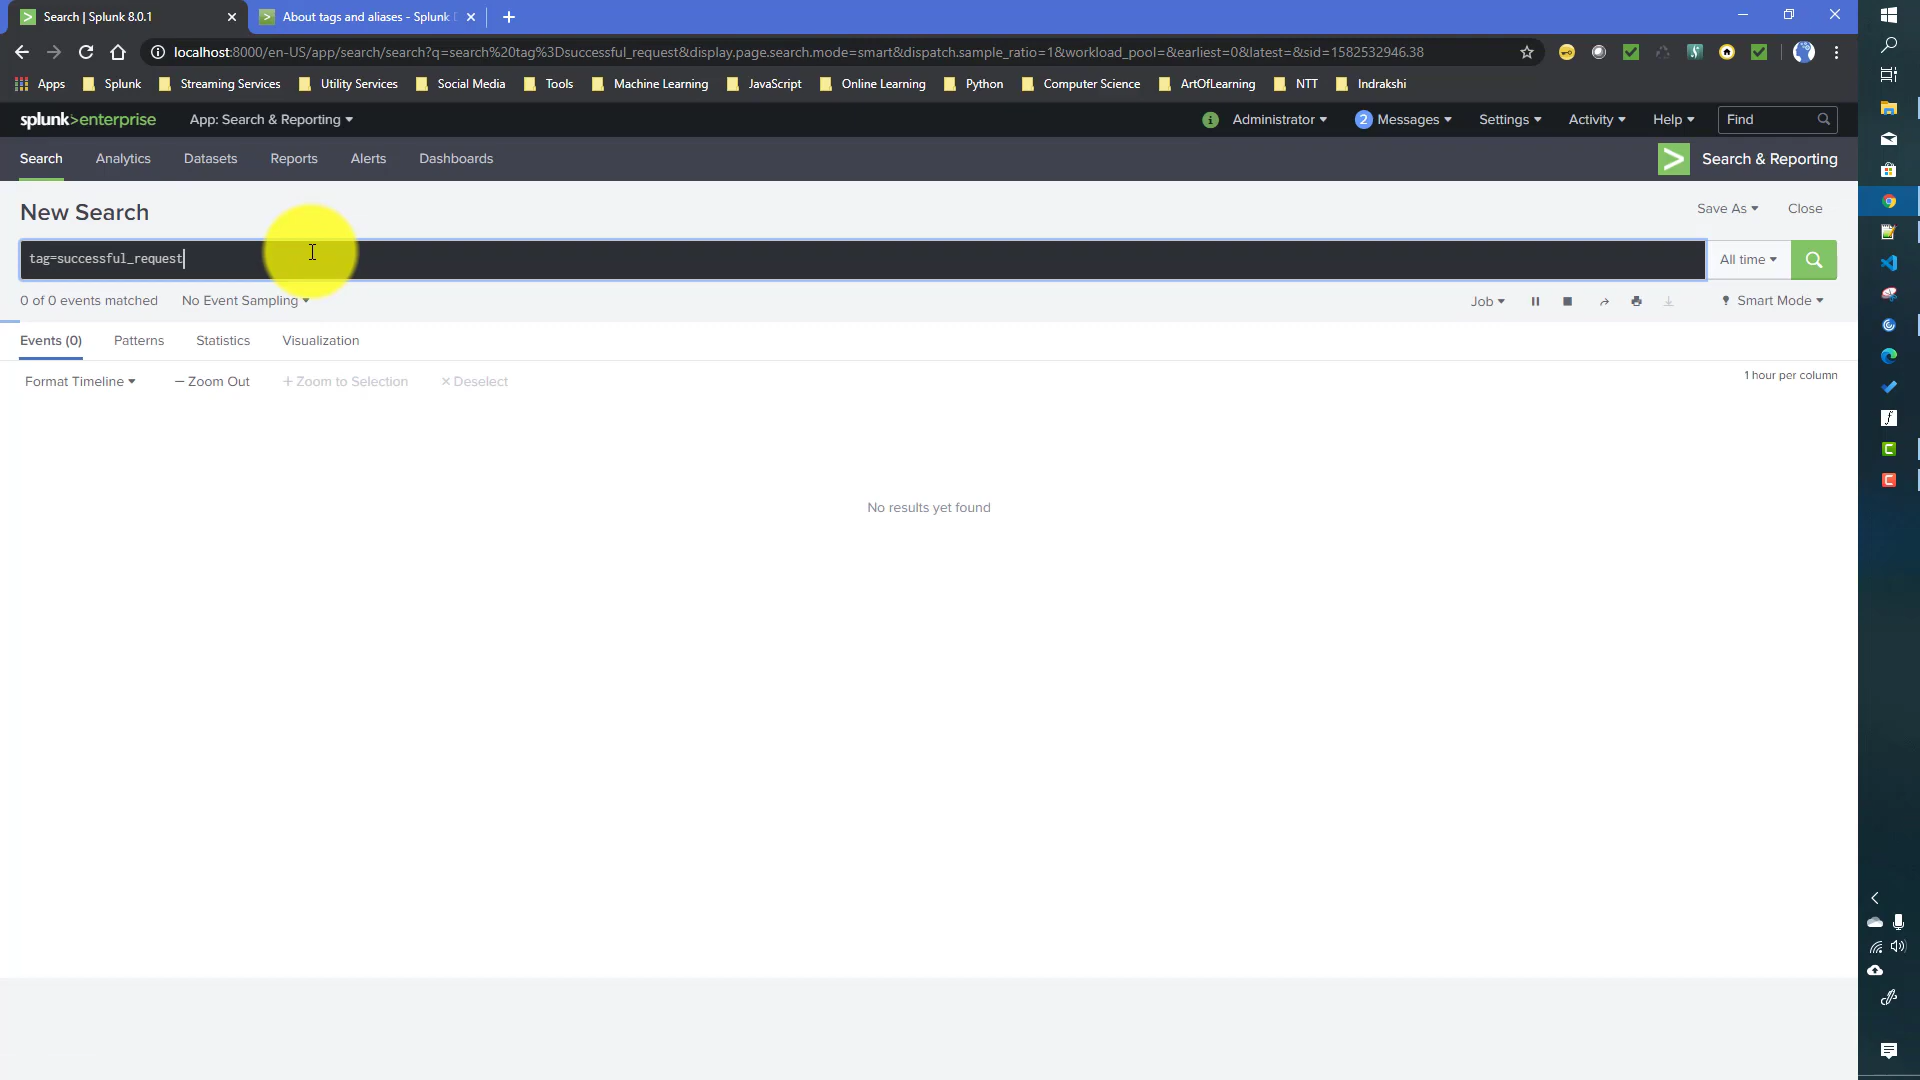 Search | Splunk 8.0.1
About tags and aliases - Splunk
localhost:8000/en-US/app/search/search?q=search%20tag%3Dsuccessful_request&display.page.search.mode=smart&dispatch.sample_ratio=1&workload_pool=&earliest=0&latest=&sid=1582532946.38
Apps Splunk Streaming Services Utility Services Social Media Tools Machine Learning JavaScript Online Learning Python Computer Science ArtOfLearning NTT Indrakshi
splunk>enterprise App: Search & Reporting Administrator 2 Messages Settings Activity Help Find
Search Analytics Datasets Reports Alerts Dashboards Search & Reporting
New Search Save As Close
tag=successful_request All time
0 of 0 events matched No Event Sampling Job Smart Mode
Events (0) Patterns Statistics Visualization
Format Timeline — Zoom Out + Zoom to Selection × Deselect 1 hour per column
No results yet found